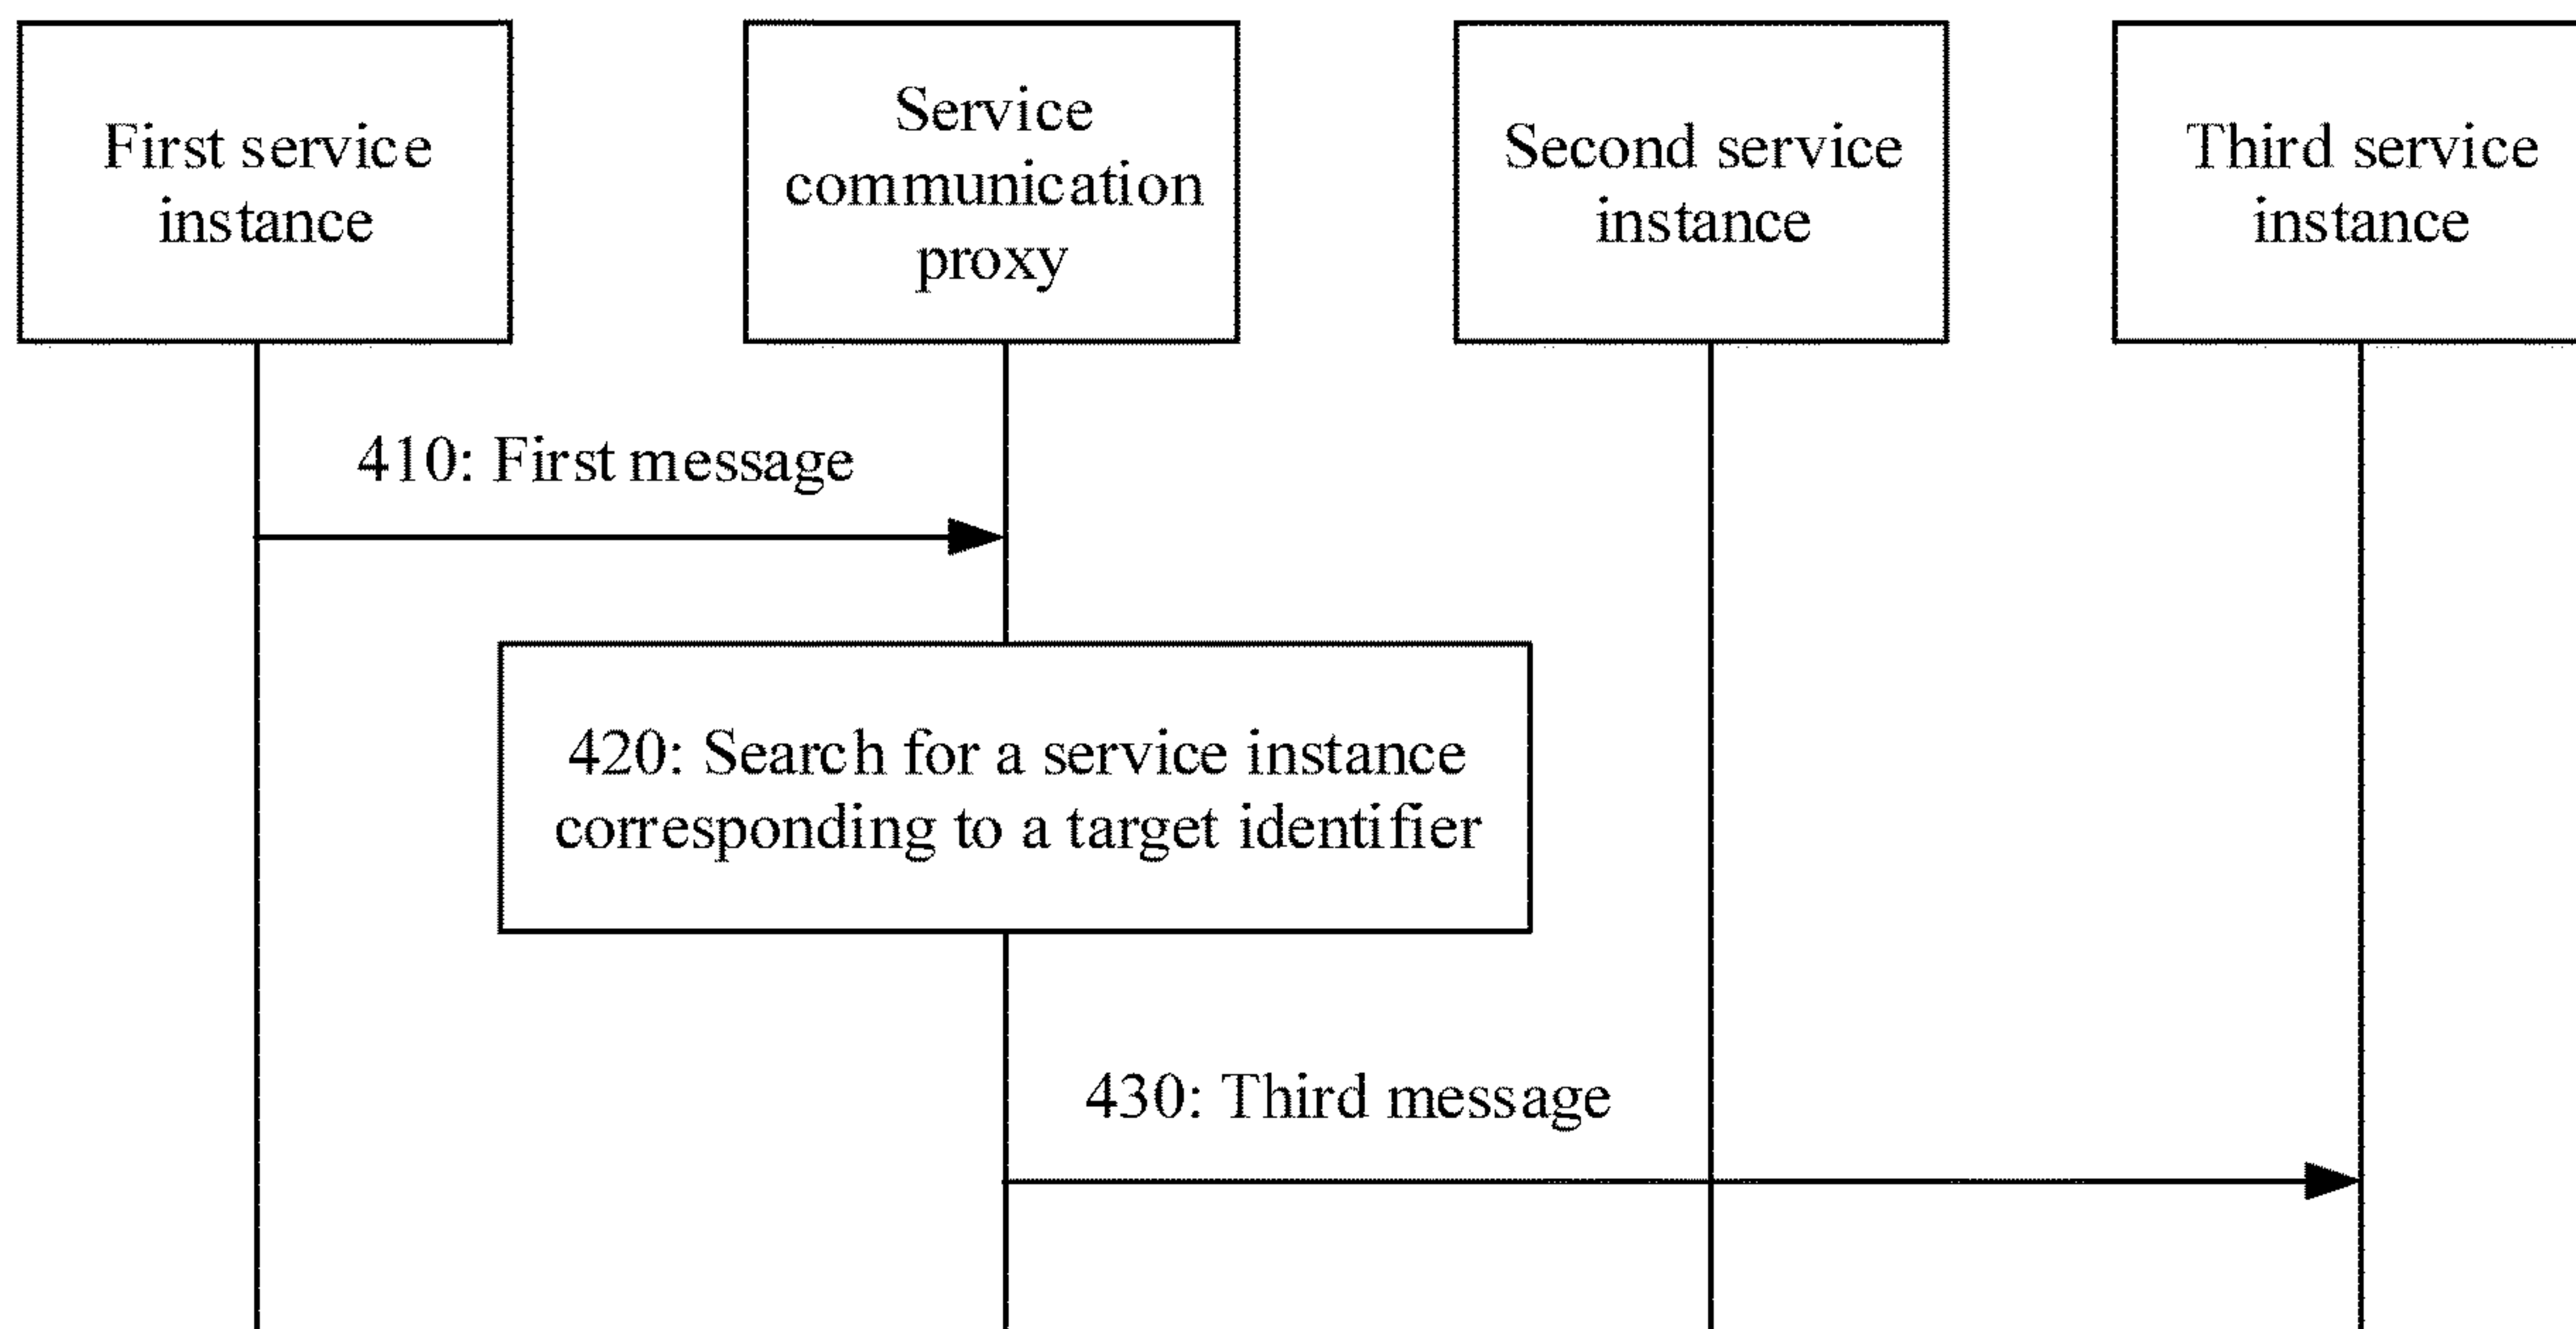 First service
instance
Service
communication
proxy
Second service
instance
Third service
instance
410: First message
420: Search for a service instance
corresponding to a target identifier
430: Third message